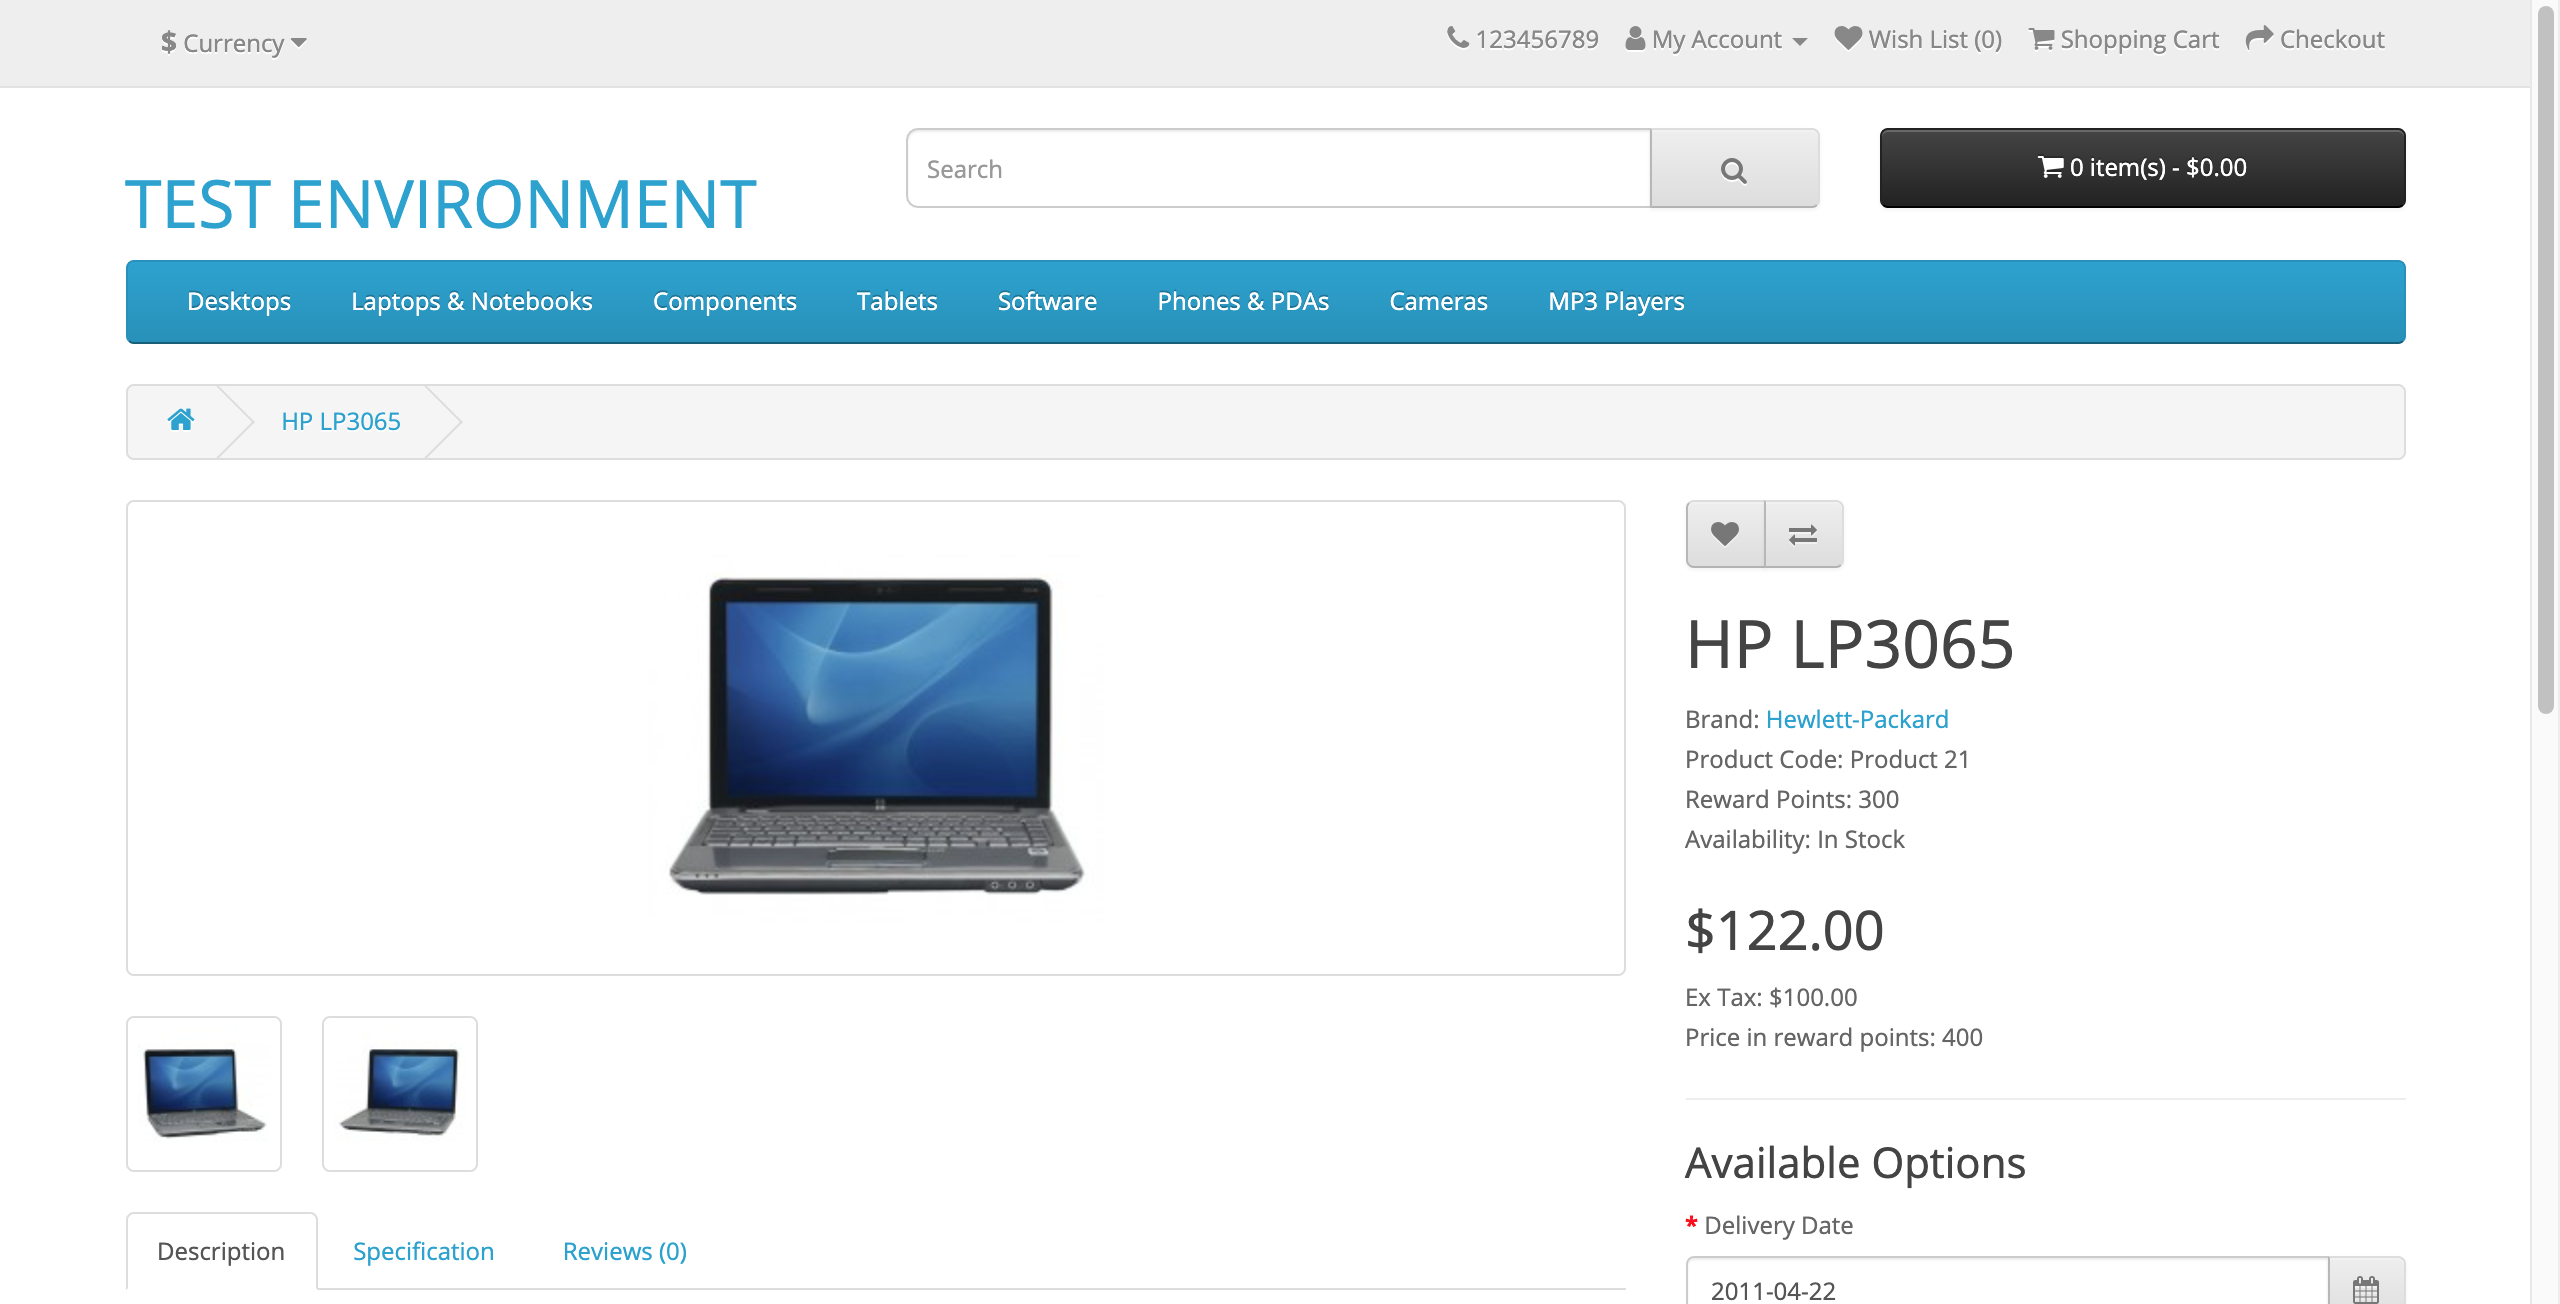 $ Currency
123456789 My Account Wish List (0) Shopping Cart Checkout
TEST ENVIRONMENT
Search
0 item(s) - $0.00
Desktops Laptops & Notebooks Components Tablets Software Phones & PDAs Cameras MP3 Players
HP LP3065
HP LP3065
Brand: Hewlett-Packard
Product Code: Product 21
Reward Points: 300
Availability: In Stock
$122.00
Ex Tax: $100.00
Price in reward points: 400
Available Options
* Delivery Date
2011-04-22
Description Specification Reviews (0)